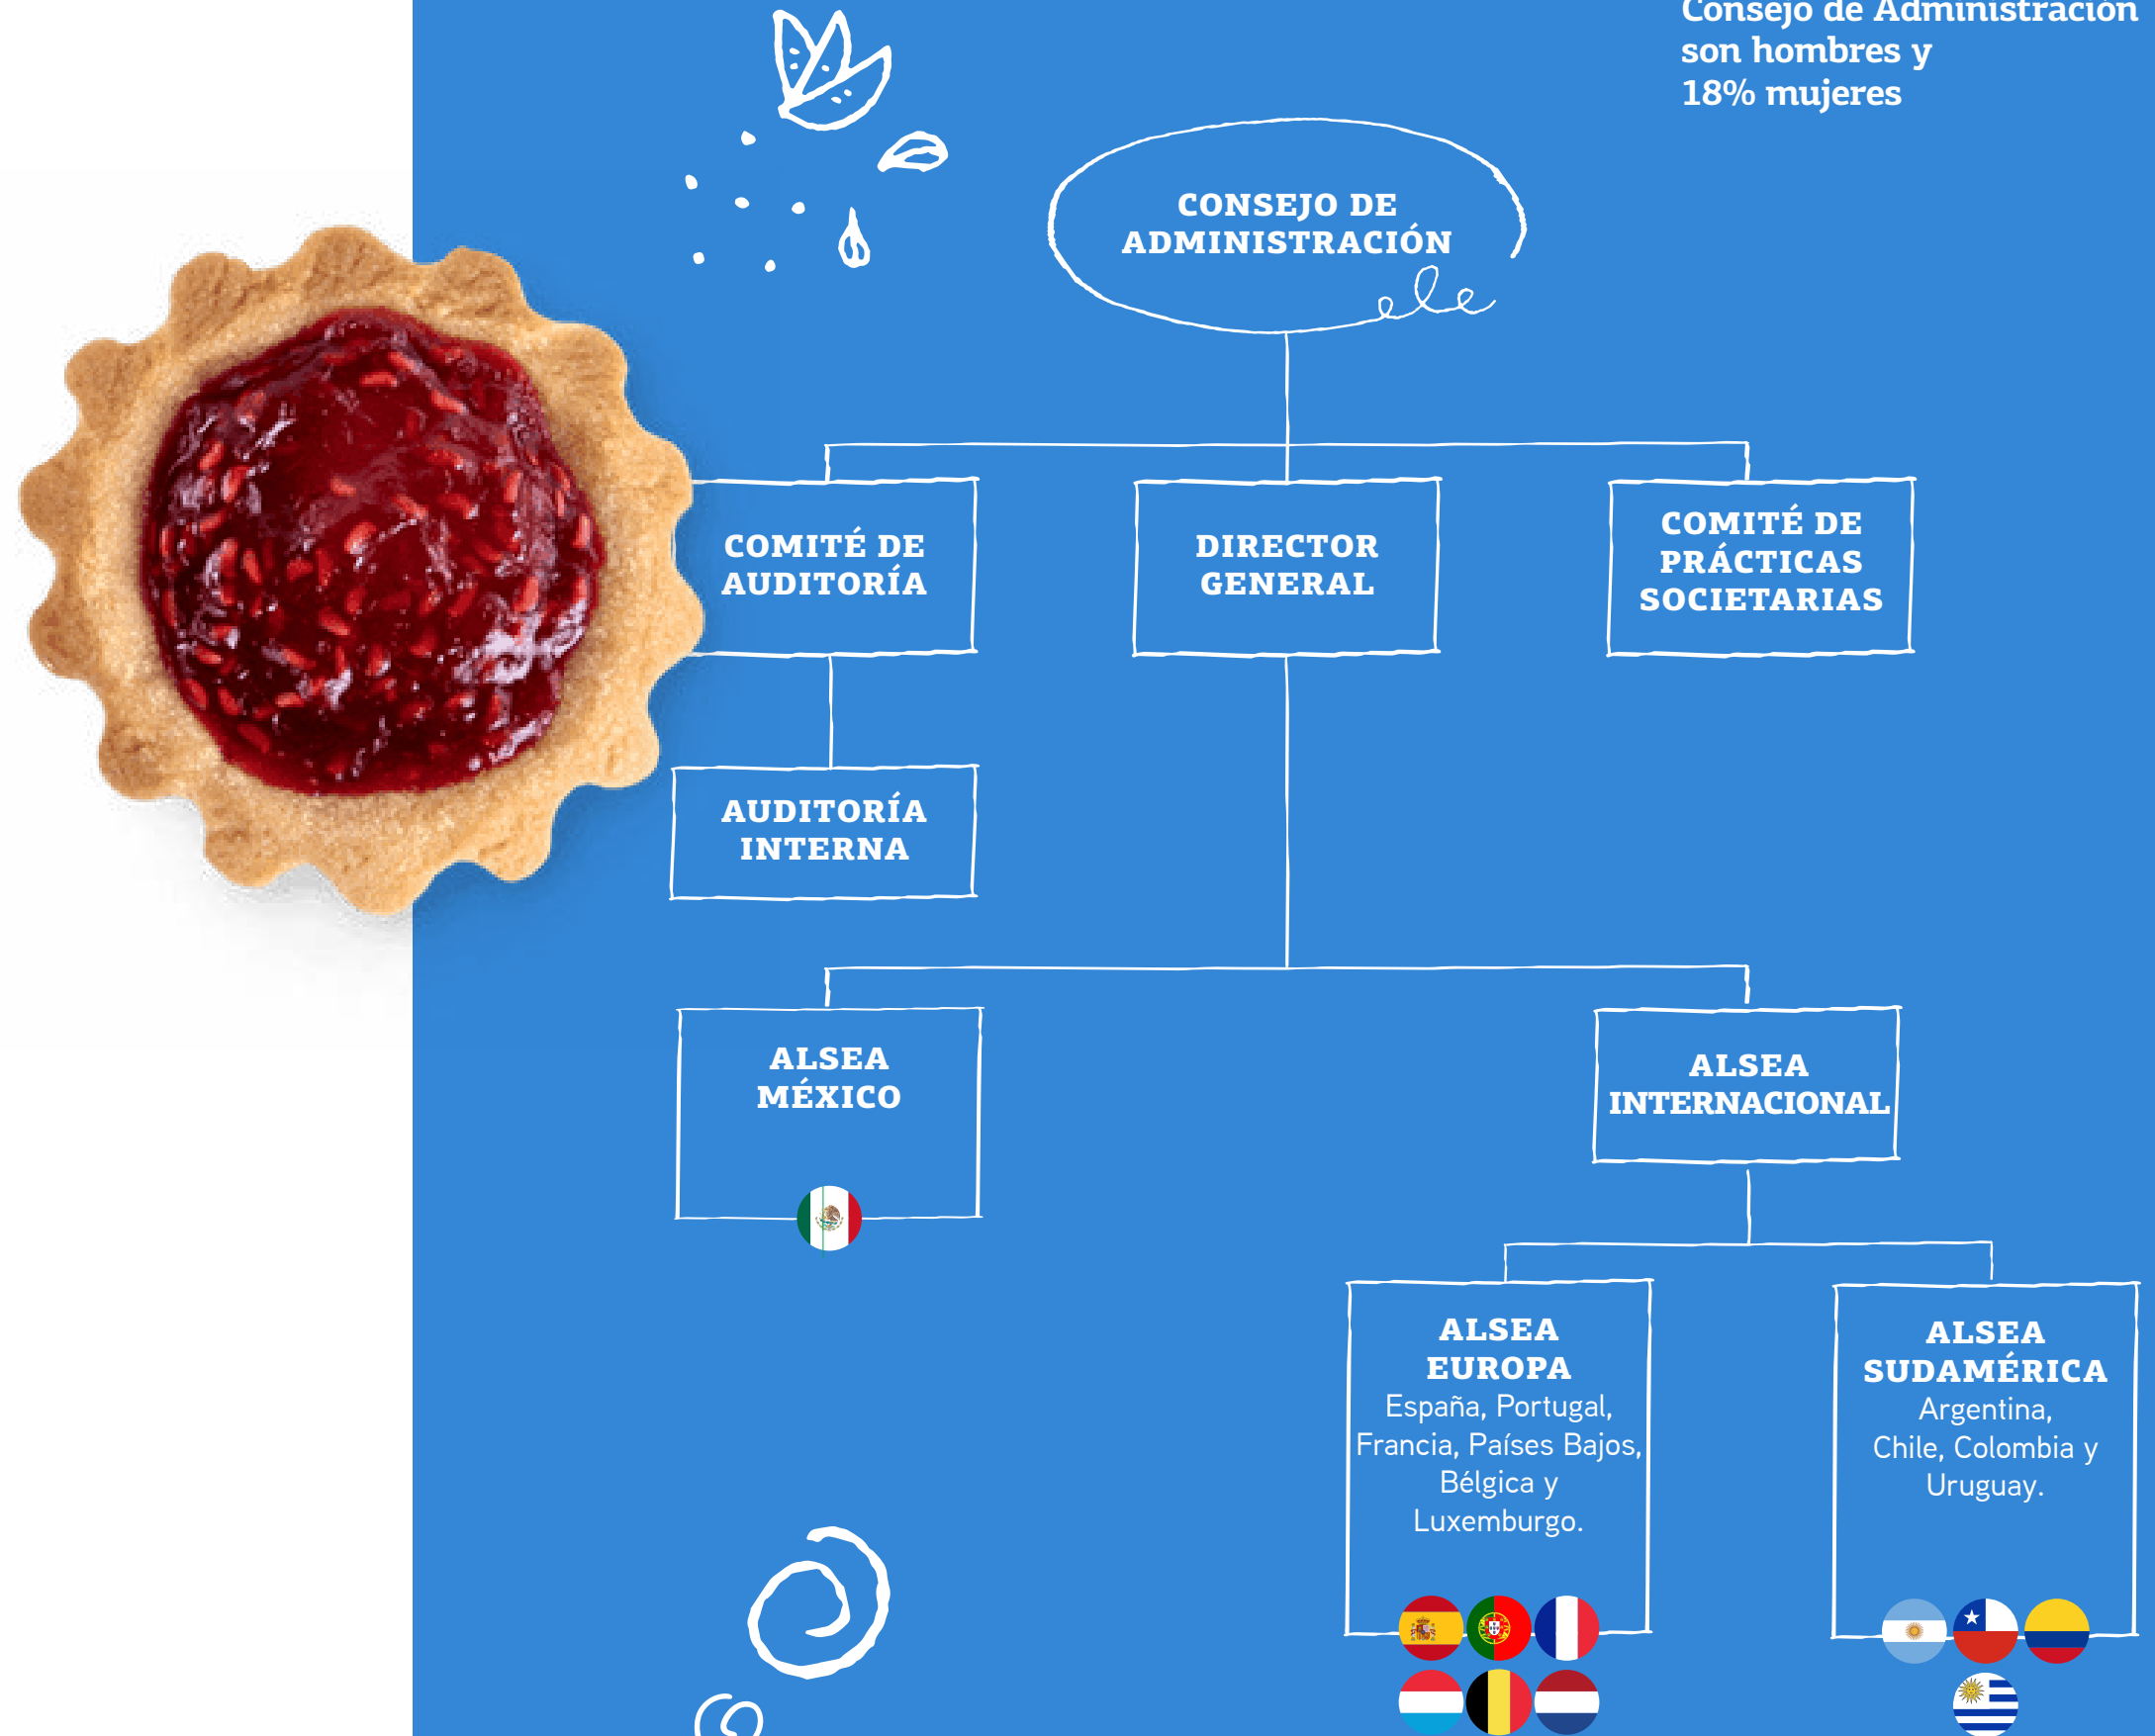 Consejo de Administración
son hombres y
18% mujeres
CONSEJO DE
ADMINISTRACIÓN
COMITÉ DE
AUDITORÍA
DIRECTOR
GENERAL
COMITÉ DE
PRÁCTICAS
SOCIETARIAS
AUDITORÍA
INTERNA
ALSEA
MÉXICO
ALSEA
INTERNACIONAL
ALSEA
EUROPA
España, Portugal,
Francia, Países Bajos,
Bélgica y
Luxemburgo.
ALSEA
SUDAMÉRICA
Argentina,
Chile, Colombia y
Uruguay.